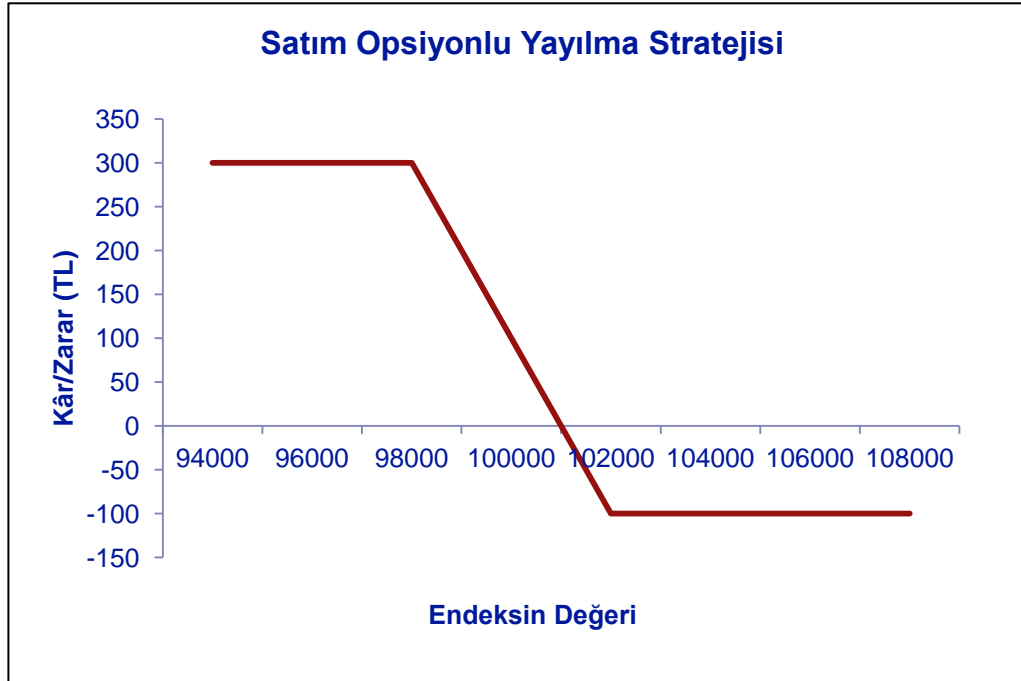 Satım Opsiyonlu Yayılma Stratejisi
350
300
250
200
150
100
50
0
-50
-100
-150
Kâr/Zarar (TL)
94000 96000 98000 100000 102000 104000 106000 108000
Endeksin Değeri